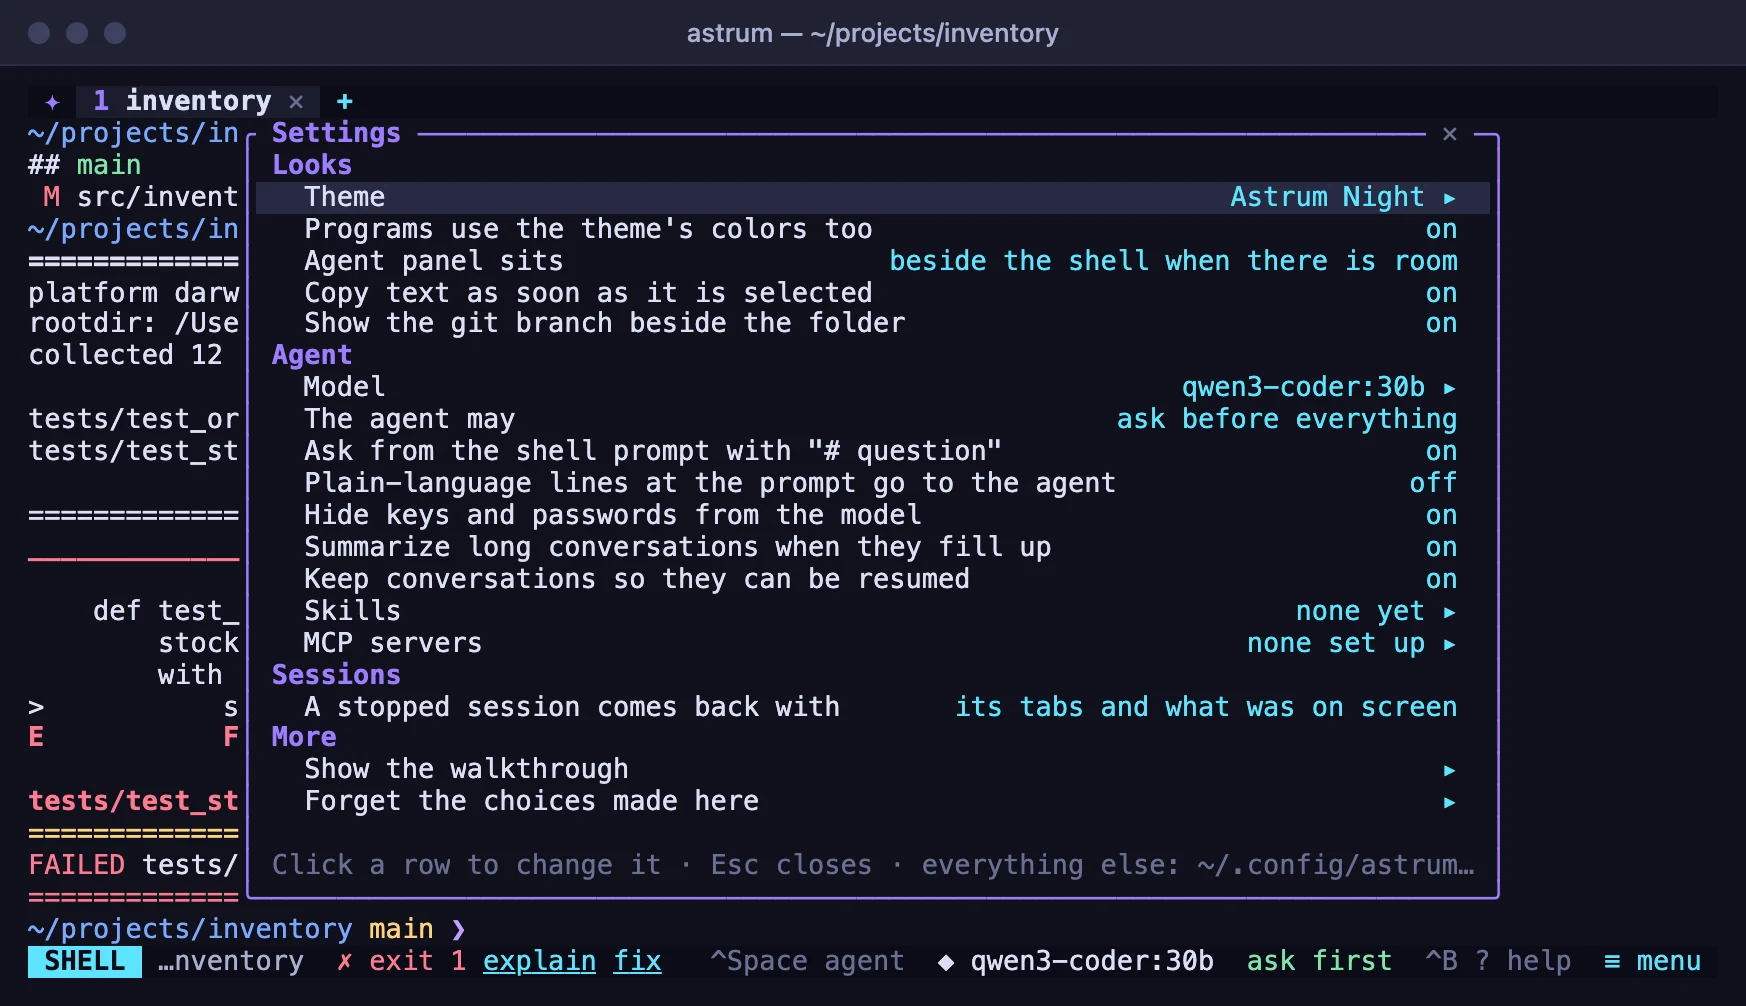 astrum — ~/projects/inventory
✦ 1 inventory × +
~/projects/in Settings ×
## main Looks
M src/invent Theme Astrum Night ▸
~/projects/in Programs use the theme's colors too on
============= Agent panel sits beside the shell when there is room
platform darw Copy text as soon as it is selected on
rootdir: /Use Show the git branch beside the folder on
collected 12 Agent
Model qwen3-coder:30b ▸
tests/test_or The agent may ask before everything
tests/test_st Ask from the shell prompt with "# question" on
Plain-language lines at the prompt go to the agent off
============= Hide keys and passwords from the model on
_____________ Summarize long conversations when they fill up on
Keep conversations so they can be resumed on
def test_ Skills none yet ▸
stock MCP servers none set up ▸
with Sessions
> s A stopped session comes back with its tabs and what was on screen
E F More
Show the walkthrough ▸
tests/test_st Forget the choices made here ▸
=============
FAILED tests/ Click a row to change it · Esc closes · everything else: ~/.config/astrum…
=============
~/projects/inventory main ❯
SHELL …nventory ✗ exit 1 explain fix ^Space agent ◆ qwen3-coder:30b ask first ^B ? help ≡ menu